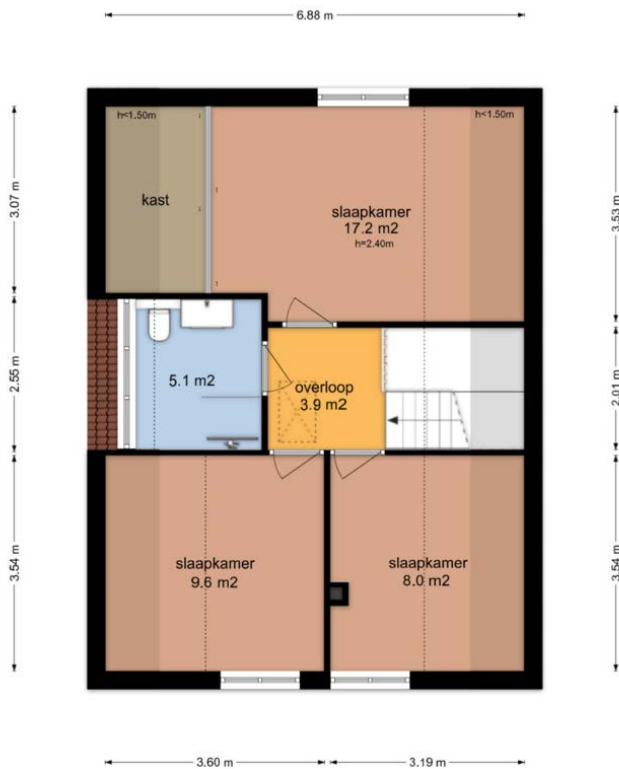 6.88 m
h<1.50m
h<1.50m
3.07 m
3.53 m
kast
slaapkamer
17.2 m2
h=2.40m
2.55 m
5.1 m2
overloop
3.9 m2
2.01 m
3.54 m
slaapkamer
9.6 m2
slaapkamer
8.0 m2
3.54 m
3.60 m
3.19 m